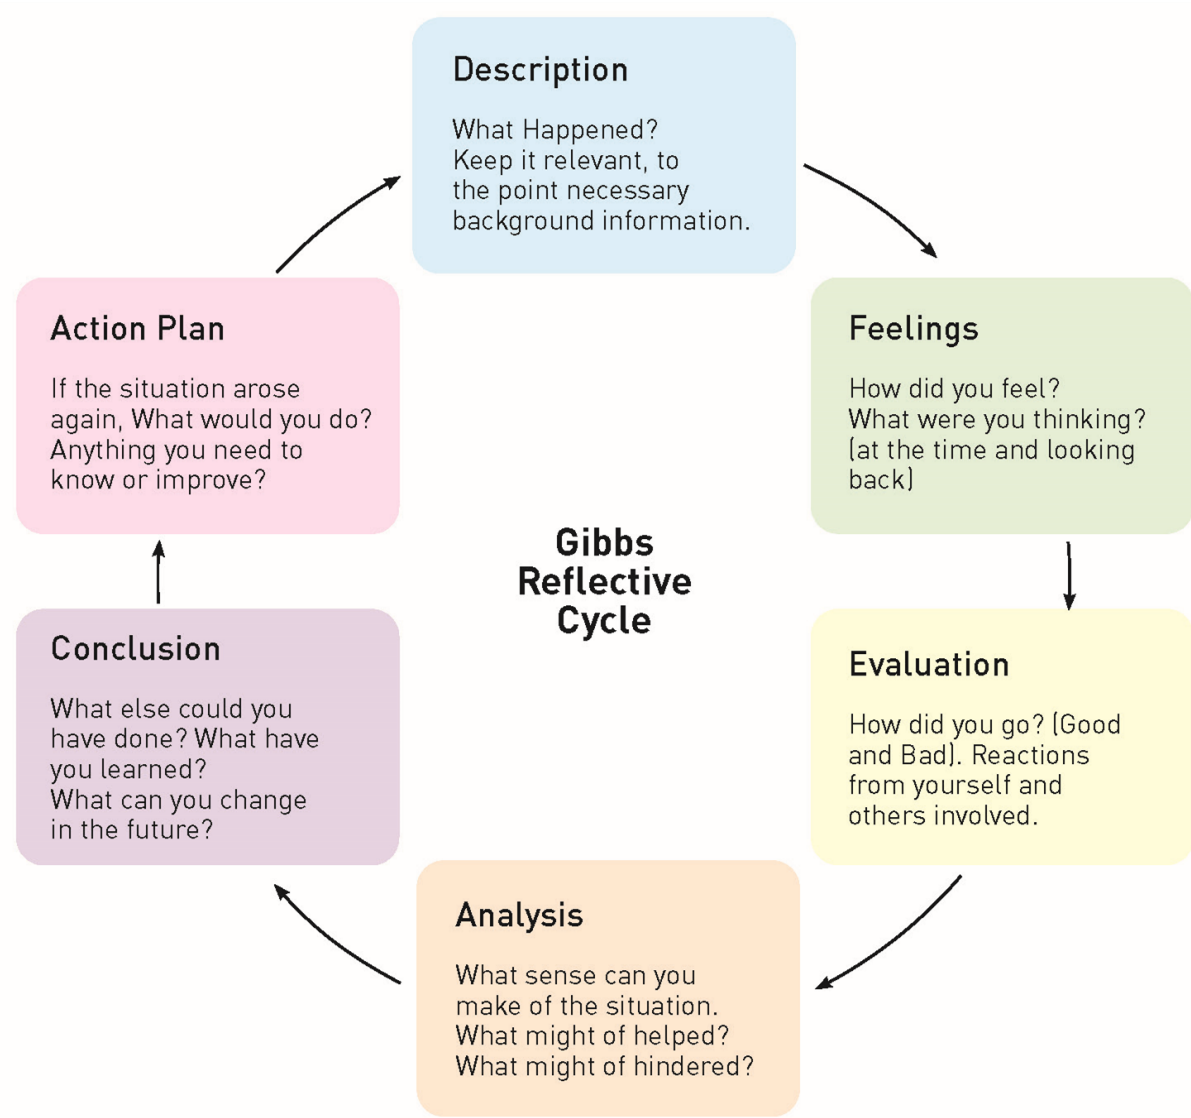 Description
What Happened?
Keep it relevant, to
the point necessary
background information.
Feelings
How did you feel?
What were you thinking?
(at the time and looking
back)
Evaluation
How did you go? (Good
and Bad). Reactions
from yourself and
others involved.
Analysis
What sense can you
make of the situation.
What might of helped?
What might of hindered?
Conclusion
What else could you
have done? What have
you learned?
What can you change
in the future?
Action Plan
If the situation arose
again, What would you do?
Anything you need to
know or improve?
Gibbs
Reflective
Cycle